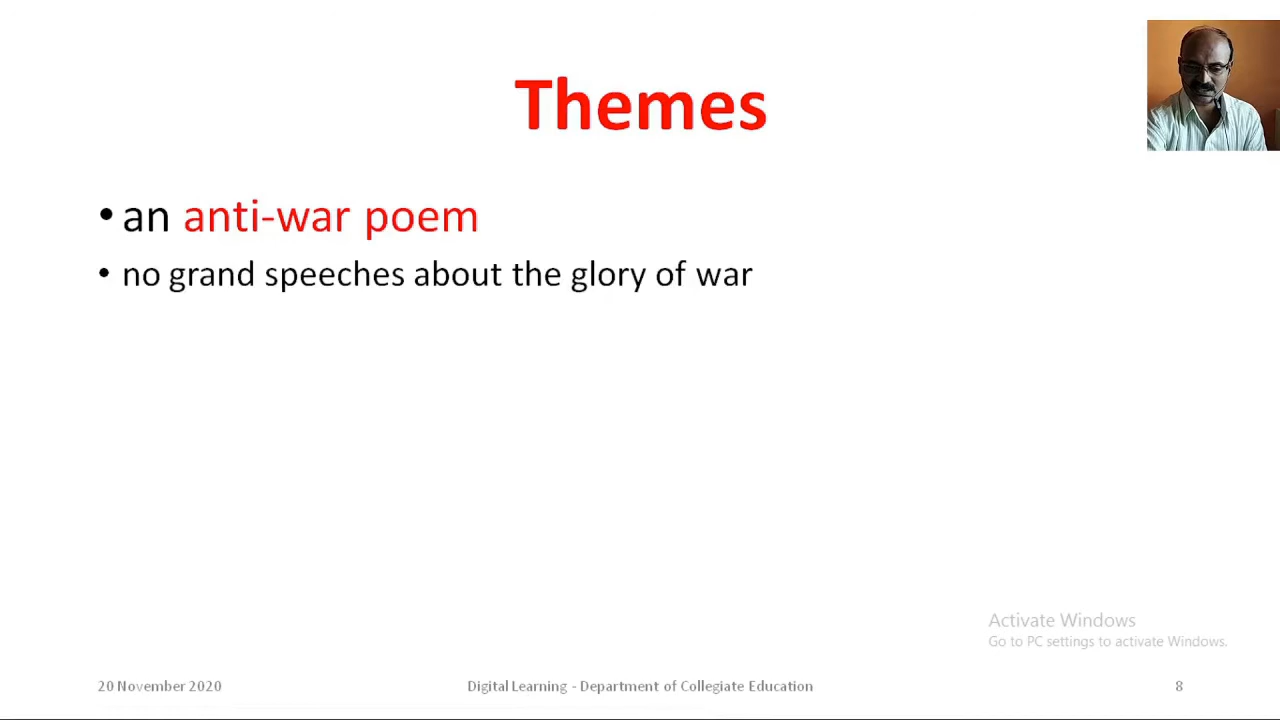 Themes
• an anti-war poem
• no grand speeches about the glory of war
Activate Windows
Go to PC settings to activate Windows.
20 November 2020
Digital Learning - Department of Collegiate Education
8